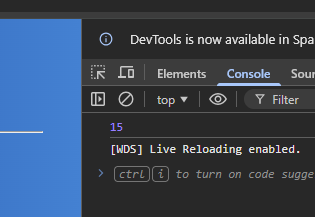 DevTools is now available in Spa
Elements Console Sour
top Filter
15
[WDS] Live Reloading enabled.
ctrl i to turn on code sugge